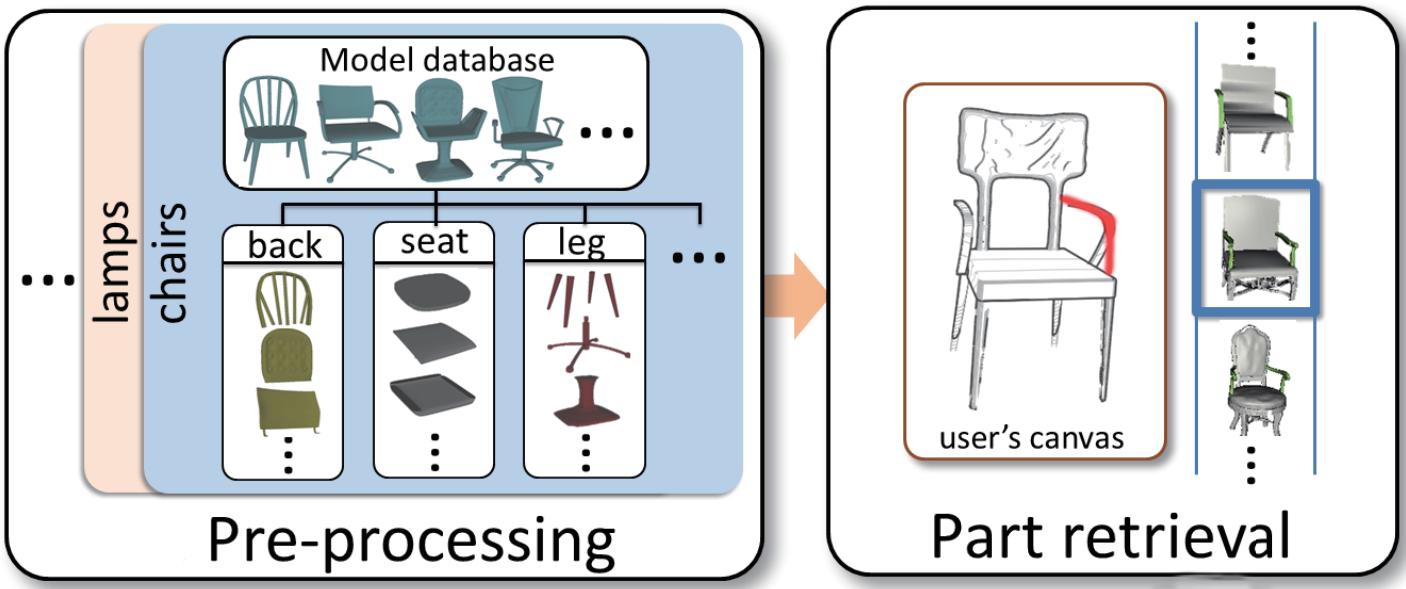 lamps
chairs
Model database
back
seat
leg
Pre-processing
user's canvas
Part retrieval